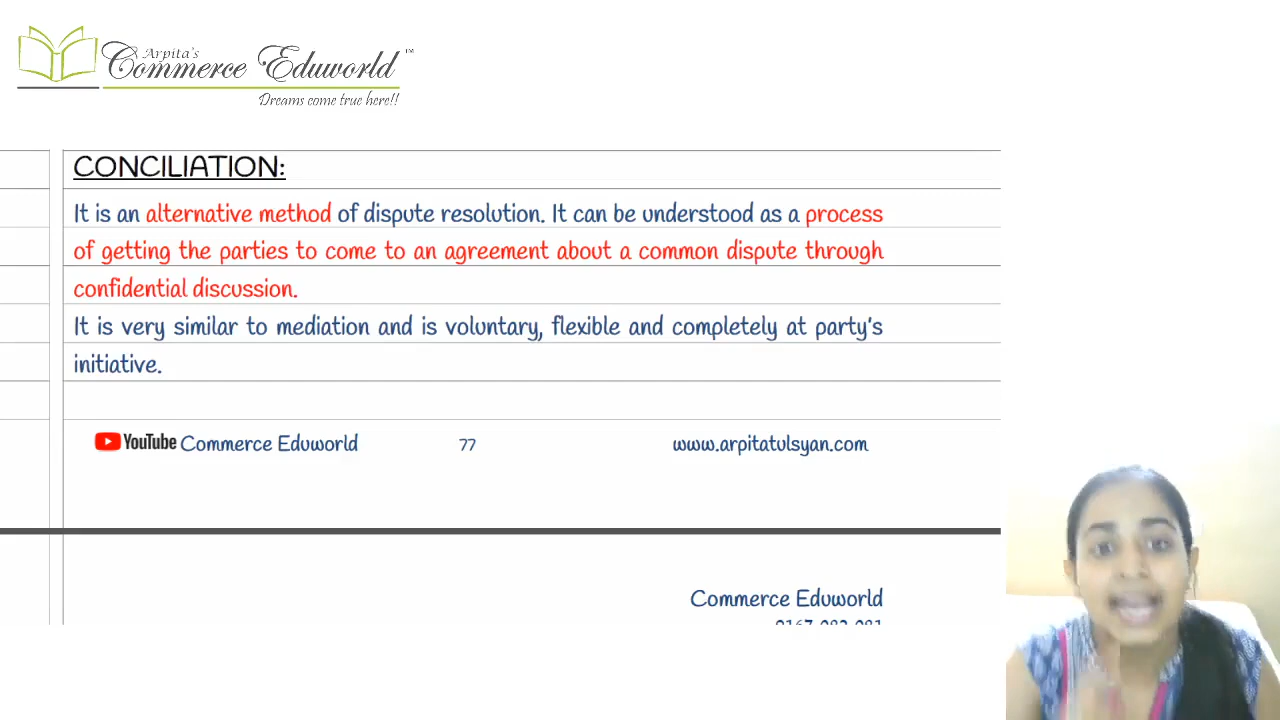 Arpita's
Commerce Eduworld™
Dreams come true here!!
CONCILIATION:
It is an alternative method of dispute resolution. It can be understood as a process
of getting the parties to come to an agreement about a common dispute through
confidential discussion.
It is very similar to mediation and is voluntary, flexible and completely at party's
initiative.
YouTube Commerce Eduworld 77 www.arpitatulsyan.com
Commerce Eduworld